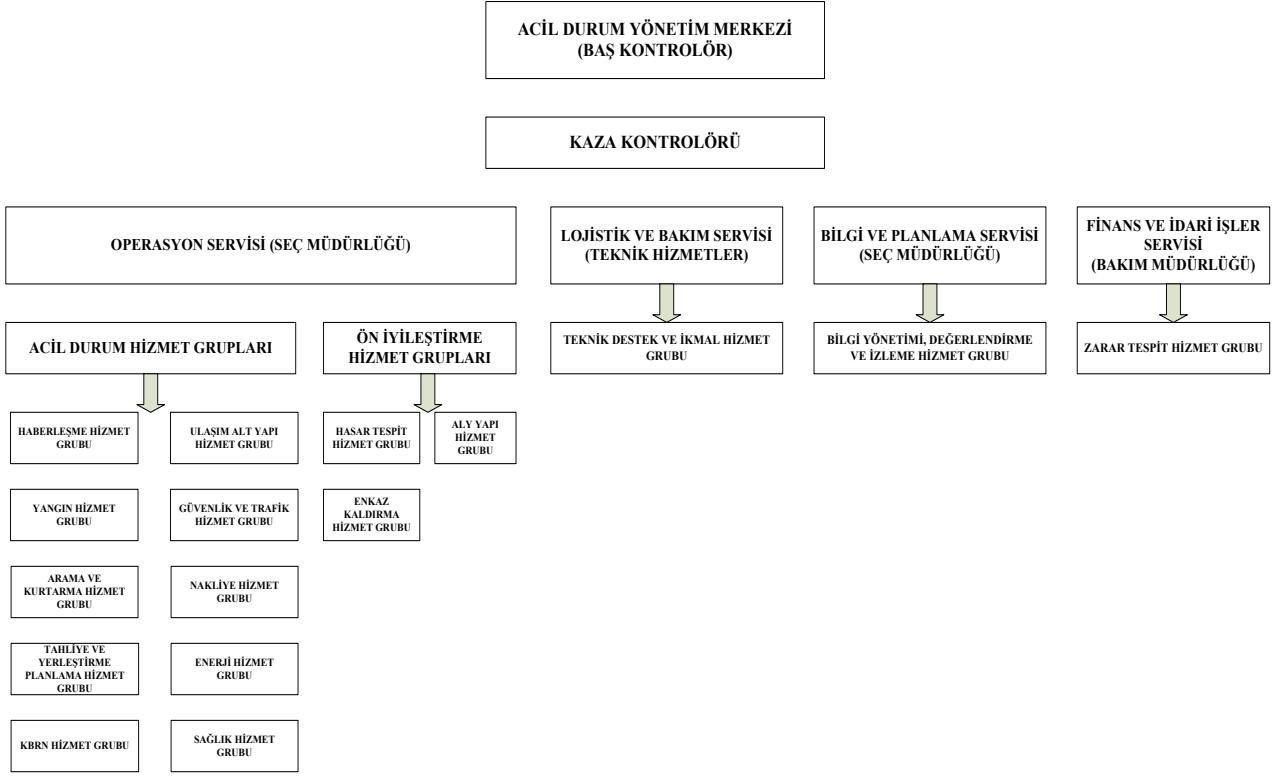 ACİL DURUM YÖNETİM MERKEZİ
(BAŞ KONTROLÖR)
KAZA KONTROLÖRÜ
OPERASYON SERVİSİ (SEÇ MÜDÜRLÜĞÜ)
LOJİSTİK VE BAKIM SERVİSİ
(TEKNİK HİZMETLER)
BİLGİ VE PLANLAMA SERVİSİ
(SEÇ MÜDÜRLÜĞÜ)
FİNANS VE İDARİ İŞLER
SERVİSİ
(BAKIM MÜDÜRLÜĞÜ)
ACİL DURUM HİZMET GRUPLARI
ÖN İYİLEŞTİRME
HİZMET GRUPLARI
TEKNİK DESTEK VE İKMAL HİZMET
GRUBU
BİLGİ YÖNETİMİ, DEĞERLENDİRME
VE İZLEME HİZMET GRUBU
ZARAR TESPİT HİZMET GRUBU
HABERLEŞME HİZMET
GRUBU
ULAŞIM ALT YAPI
HİZMET GRUBU
HASAR TESPİT
HİZMET GRUBU
ALY YAPI
HİZMET
GRUBU
YANGIN HİZMET
GRUBU
GÜVENLİK VE TRAFİK
HİZMET GRUBU
ENKAZ
KALDIRMA
HİZMET GRUBU
ARAMA VE
KURTARMA HİZMET
GRUBU
NAKLİYE HİZMET
GRUBU
TAHLİYE VE
YERLEŞTİRME
PLANLAMA HİZMET
GRUBU
ENERJİ HİZMET
GRUBU
KBRN HİZMET GRUBU
SAĞLIK HİZMET
GRUBU